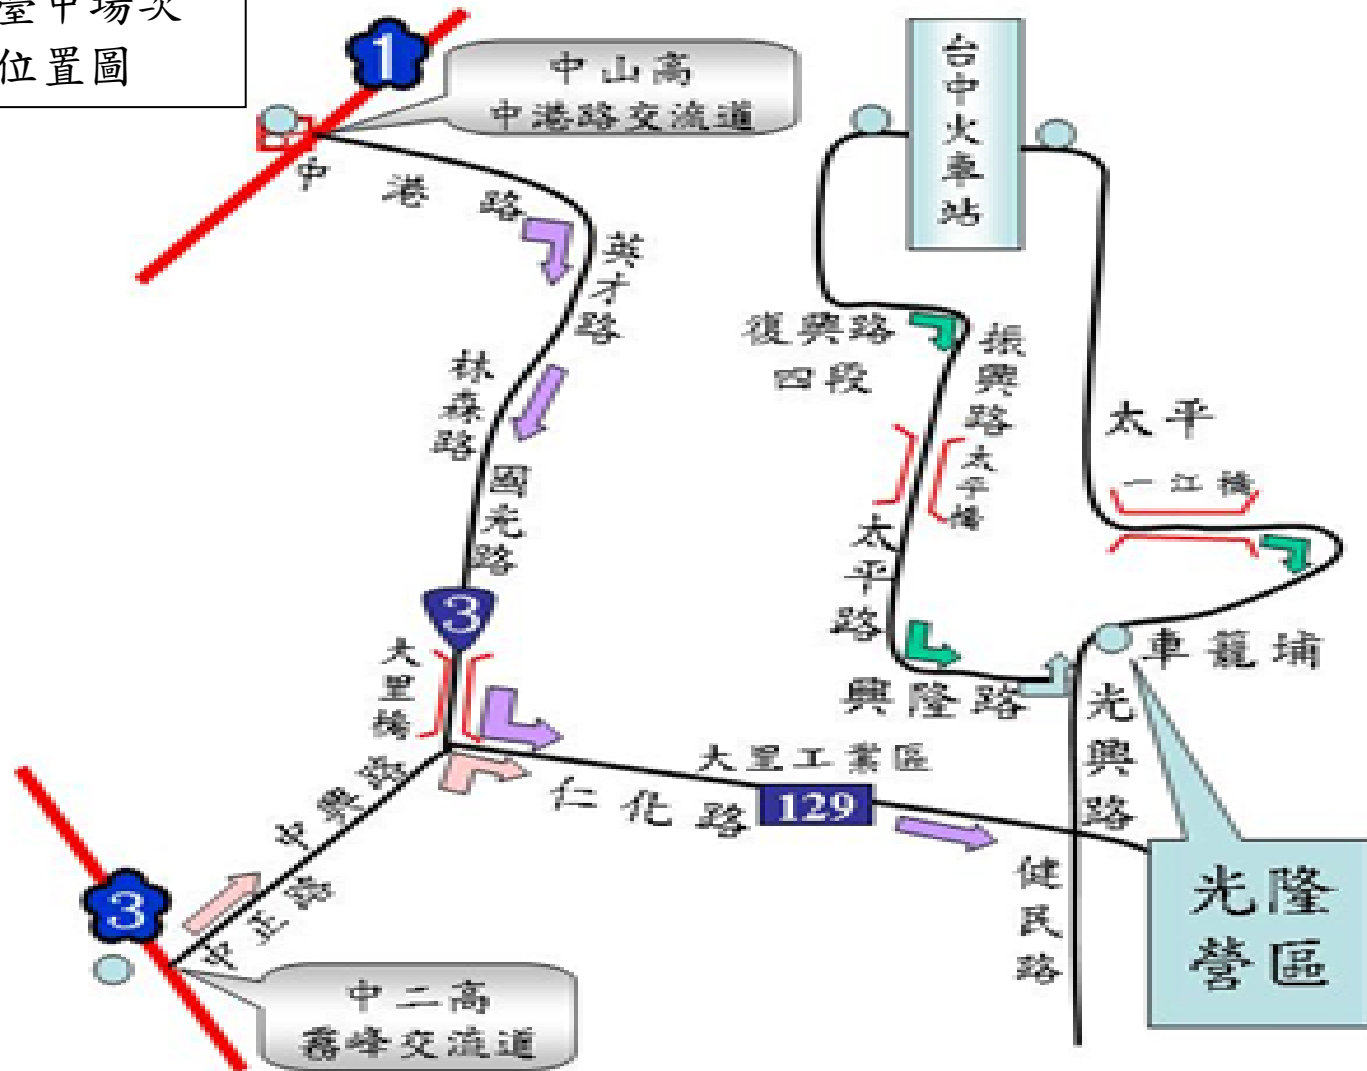 臺中場次
位置圖
1
中山高
中港路交流道
台中火車站
中港路
英才路
復興路
四段
振興路
林森路
太平
太平橋
一江橋
國光路
太平路
3
大里橋
車籠埔
興隆路
光興路
大里工業區
中興路
仁化路
129
健民路
3
中正路
光隆
營區
中二高
霧峰交流道